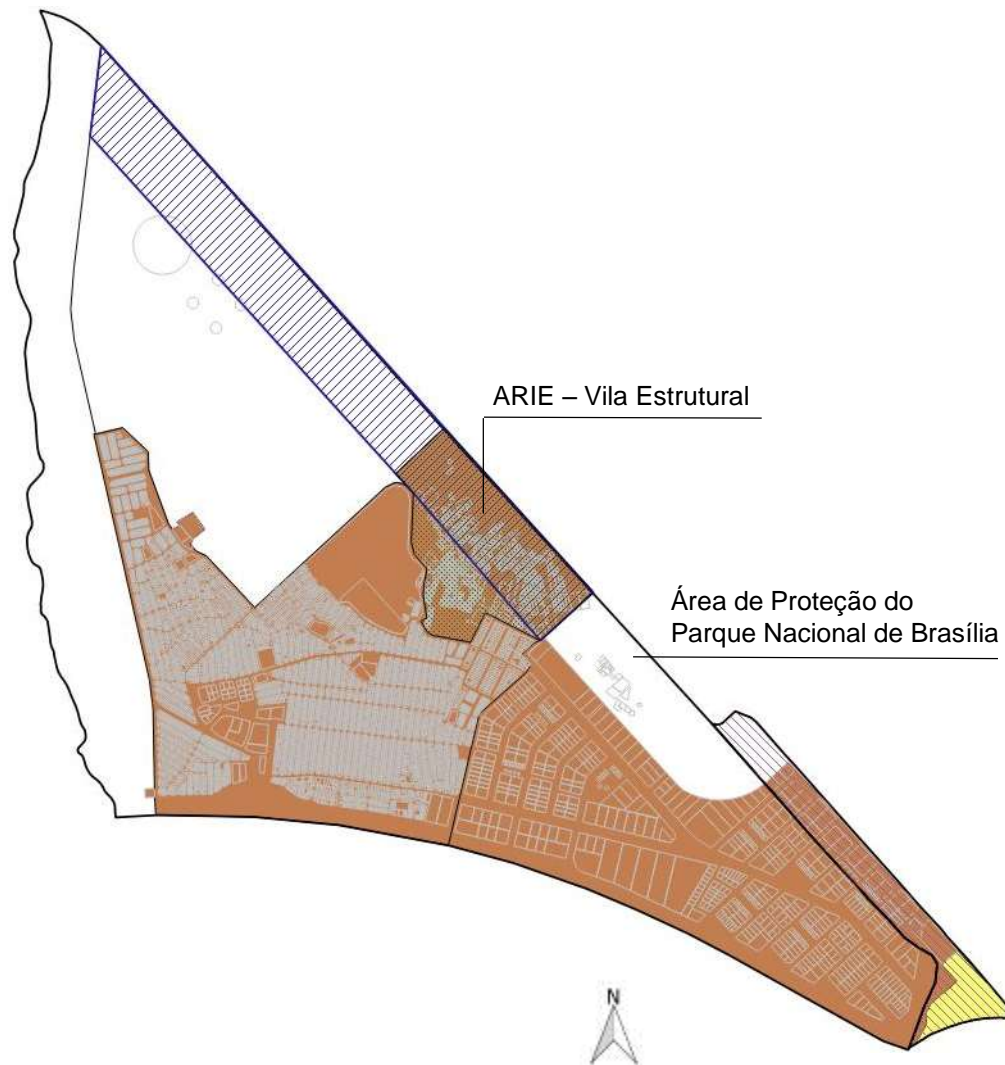 ARIE – Vila Estrutural
Área de Proteção do
Parque Nacional de Brasília
N